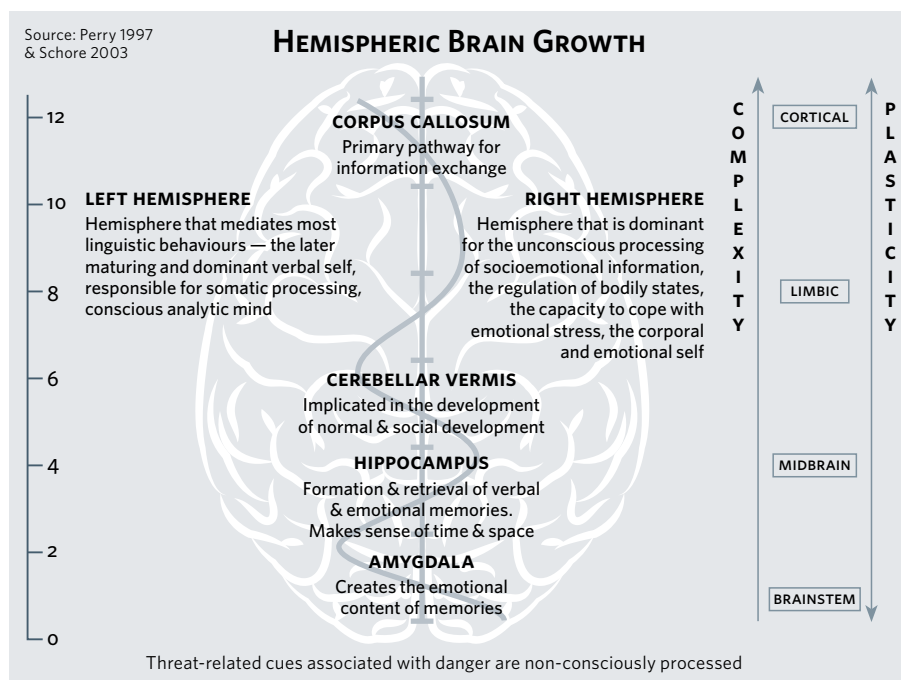 Source: Perry 1997
& Schore 2003
HEMISPHERIC BRAIN GROWTH
12
10
8
6
4
2
0
CORPUS CALLOSUM
Primary pathway for
information exchange
LEFT HEMISPHERE
Hemisphere that mediates most
linguistic behaviours — the later
maturing and dominant verbal self,
responsible for somatic processing,
conscious analytic mind
RIGHT HEMISPHERE
Hemisphere that is dominant
for the unconscious processing
of socioemotional information,
the regulation of bodily states,
the capacity to cope with
emotional stress, the corporal
and emotional self
CEREBELLAR VERMIS
Implicated in the development
of normal & social development
HIPPOCAMPUS
Formation & retrieval of verbal
& emotional memories.
Makes sense of time & space
AMYGDALA
Creates the emotional
content of memories
COMPLEXITY
CORTICAL
LIMBIC
MIDBRAIN
BRAINSTEM
PLASTICITY
Threat-related cues associated with danger are non-consciously processed